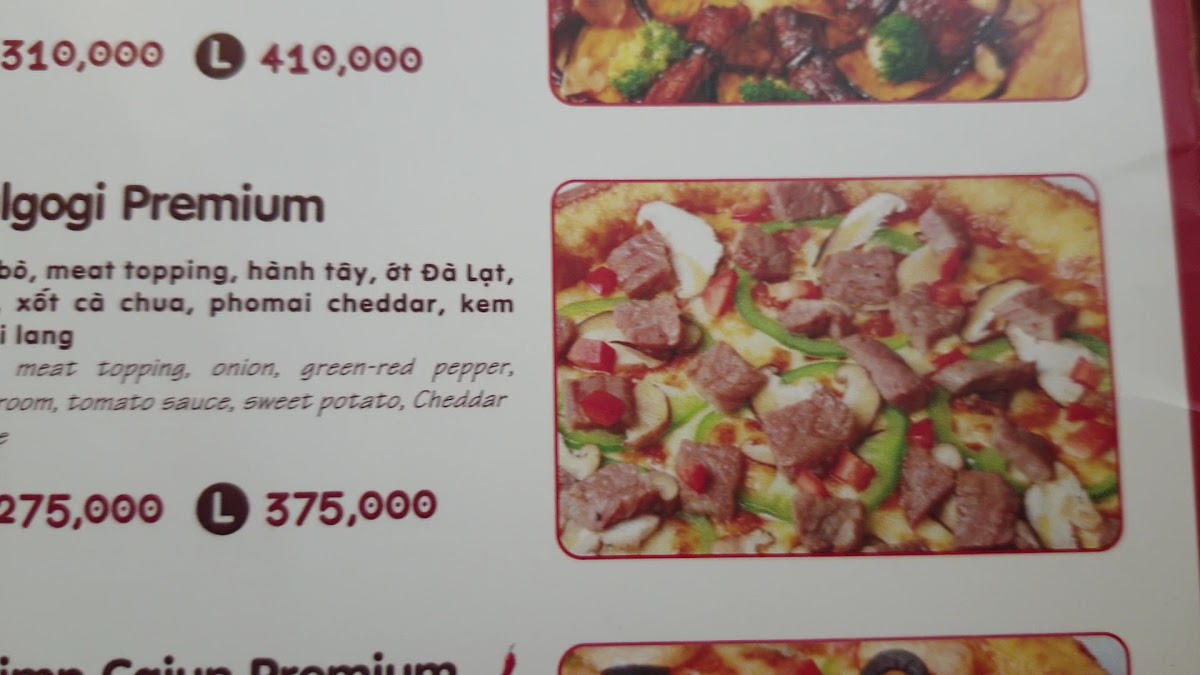 310,000 L 410,000
lgogi Premium
bò, meat topping, hành tây, ớt Đà Lạt,
xốt cà chua, phomai cheddar, kem
i lang
meat topping, onion, green-red pepper,
room, tomato sauce, sweet potato, Cheddar
e
275,000 L 375,000
Cajun Premium